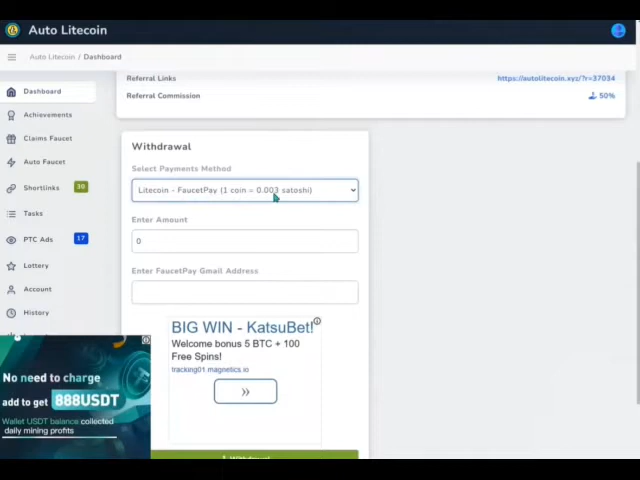 Auto Litecoin
Auto Litecoin / Dashboard
Referral Links
https://autolitecoin.xyz/?r=37034
Referral Commission
50%
Dashboard
Achievements
Claims Faucet
Auto Faucet
Shortlinks 30
Tasks
PTC Ads 17
Lottery
Account
History
Withdrawal
Select Payments Method
Litecoin - FaucetPay (1 coin = 0.003 satoshi)
Enter Amount
0
Enter FaucetPay Gmail Address
BIG WIN - KatsuBet!
Welcome bonus 5 BTC + 100
Free Spins!
tracking01.magnetics.io
No need to charge
add to get 888USDT
Wallet USDT balance collected
daily mining profits